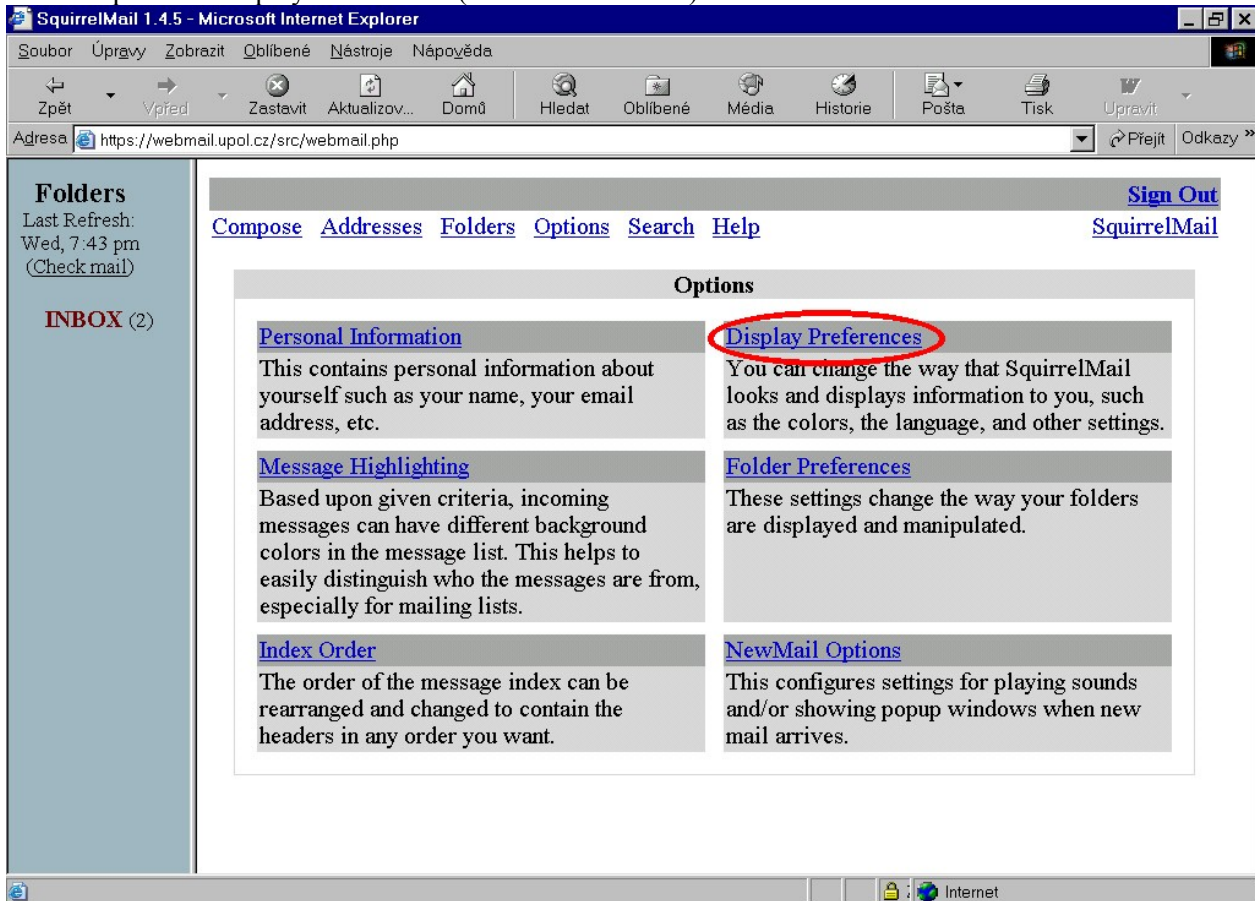 SquirrelMail 1.4.5 - Microsoft Internet Explorer
Soubor Úpravy Zobrazit Oblíbené Nástroje Nápověda
Zpět Vpřed Zastavit Aktualizov... Domů Hledat Oblíbené Média Historie Pošta Tisk Upravit
Adresa https://webmail.upol.cz/src/webmail.php Přejít Odkazy »
Folders
Last Refresh:
Wed, 7:43 pm
(Check mail)
INBOX (2)
Sign Out
Compose Addresses Folders Options Search Help SquirrelMail
Options
Personal Information
This contains personal information about
yourself such as your name, your email
address, etc.
Display Preferences
You can change the way that SquirrelMail
looks and displays information to you, such
as the colors, the language, and other settings.
Message Highlighting
Based upon given criteria, incoming
messages can have different background
colors in the message list. This helps to
easily distinguish who the messages are from,
especially for mailing lists.
Folder Preferences
These settings change the way your folders
are displayed and manipulated.
Index Order
The order of the message index can be
rearranged and changed to contain the
headers in any order you want.
NewMail Options
This configures settings for playing sounds
and/or showing popup windows when new
mail arrives.
Internet